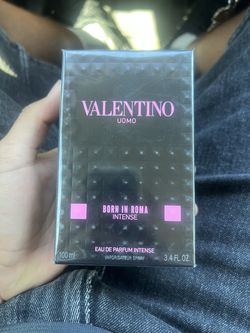 VALENTINO
UOMO
BORN IN ROMA
INTENSE
EAU DE PARFUM INTENSE
VAPORISATEUR SPRAY
100 ml 3.4 FL. OZ